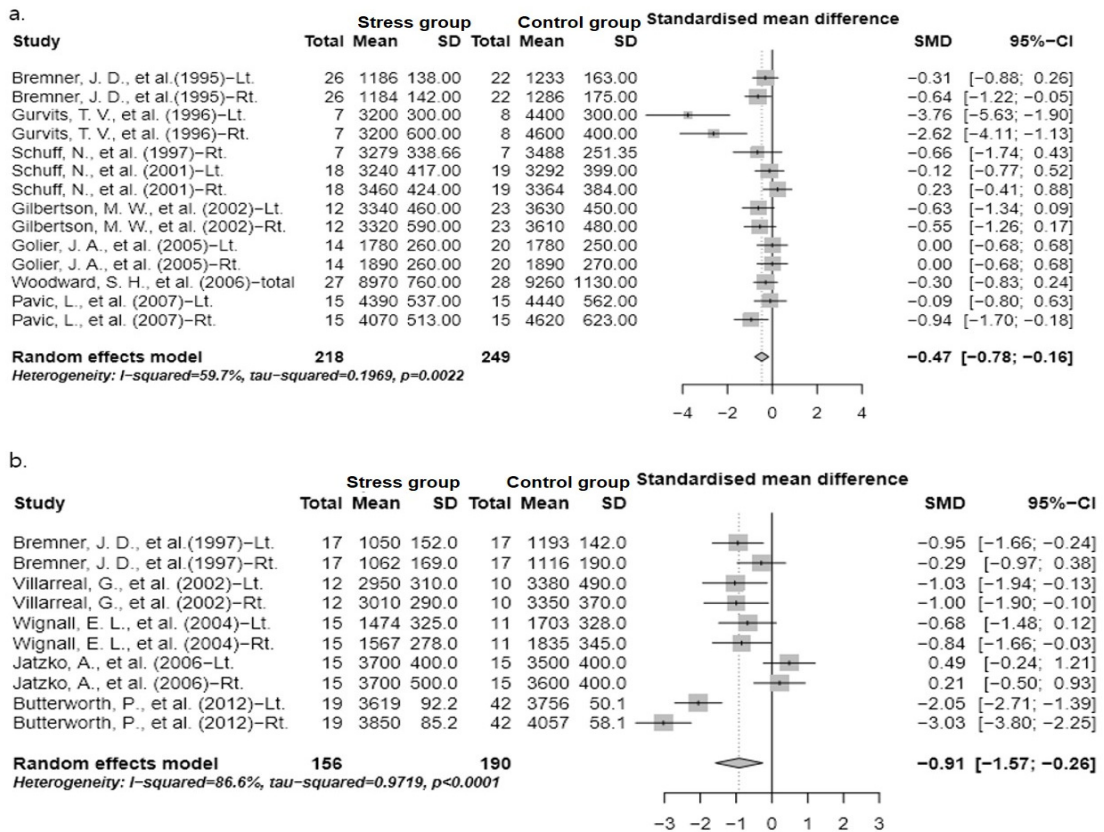 a.
Stress group Control group Standardised mean difference
Study Total Mean SD Total Mean SD SMD 95%−CI
Bremner, J. D., et al.(1995)−Lt. 26 1186 138.00 22 1233 163.00 −0.31 [−0.88; 0.26]
Bremner, J. D., et al.(1995)−Rt. 26 1184 142.00 22 1286 175.00 −0.64 [−1.22; −0.05]
Gurvits, T. V., et al. (1996)−Lt. 7 3200 300.00 8 4400 300.00 −3.76 [−5.63; −1.90]
Gurvits, T. V., et al. (1996)−Rt. 7 3200 600.00 8 4600 400.00 −2.62 [−4.11; −1.13]
Schuff, N., et al. (1997)−Rt. 7 3279 338.66 7 3488 251.35 −0.66 [−1.74; 0.43]
Schuff, N., et al. (2001)−Lt. 18 3240 417.00 19 3292 399.00 −0.12 [−0.77; 0.52]
Schuff, N., et al. (2001)−Rt. 18 3460 424.00 19 3364 384.00 0.23 [−0.41; 0.88]
Gilbertson, M. W., et al. (2002)−Lt. 12 3340 460.00 23 3630 450.00 −0.63 [−1.34; 0.09]
Gilbertson, M. W., et al. (2002)−Rt. 12 3320 590.00 23 3610 480.00 −0.55 [−1.26; 0.17]
Golier, J. A., et al. (2005)−Lt. 14 1780 260.00 20 1780 250.00 0.00 [−0.68; 0.68]
Golier, J. A., et al. (2005)−Rt. 14 1890 260.00 20 1890 270.00 0.00 [−0.68; 0.68]
Woodward, S. H., et al. (2006)−total 27 8970 760.00 28 9260 1130.00 −0.30 [−0.83; 0.24]
Pavic, L., et al. (2007)−Lt. 15 4390 537.00 15 4440 562.00 −0.09 [−0.80; 0.63]
Pavic, L., et al. (2007)−Rt. 15 4070 513.00 15 4620 623.00 −0.94 [−1.70; −0.18]
Random effects model 218 249 −0.47 [−0.78; −0.16]
Heterogeneity: I−squared=59.7%, tau−squared=0.1969, p=0.0022
−4 −2 0 2 4
b.
Stress group Control group Standardised mean difference
Study Total Mean SD Total Mean SD SMD 95%−CI
Bremner, J. D., et al.(1997)−Lt. 17 1050 152.0 17 1193 142.0 −0.95 [−1.66; −0.24]
Bremner, J. D., et al. (1997)−Rt. 17 1062 169.0 17 1116 190.0 −0.29 [−0.97; 0.38]
Villarreal, G., et al. (2002)−Lt. 12 2950 310.0 10 3380 490.0 −1.03 [−1.94; −0.13]
Villarreal, G., et al. (2002)−Rt. 12 3010 290.0 10 3350 370.0 −1.00 [−1.90; −0.10]
Wignall, E. L., et al. (2004)−Lt. 15 1474 325.0 11 1703 328.0 −0.68 [−1.48; 0.12]
Wignall, E. L., et al. (2004)−Rt. 15 1567 278.0 11 1835 345.0 −0.84 [−1.66; −0.03]
Jatzko, A., et al. (2006−Lt. 15 3700 400.0 15 3500 400.0 0.49 [−0.24; 1.21]
Jatzko, A., et al. (2006)−Rt. 15 3700 500.0 15 3600 400.0 0.21 [−0.50; 0.93]
Butterworth, P., et al. (2012)−Lt. 19 3619 92.2 42 3756 50.1 −2.05 [−2.71; −1.39]
Butterworth, P., et al. (2012)−Rt. 19 3850 85.2 42 4057 58.1 −3.03 [−3.80; −2.25]
Random effects model 156 190 −0.91 [−1.57; −0.26]
Heterogeneity: I−squared=86.6%, tau−squared=0.9719, p<0.0001
−3 −2 −1 0 1 2 3